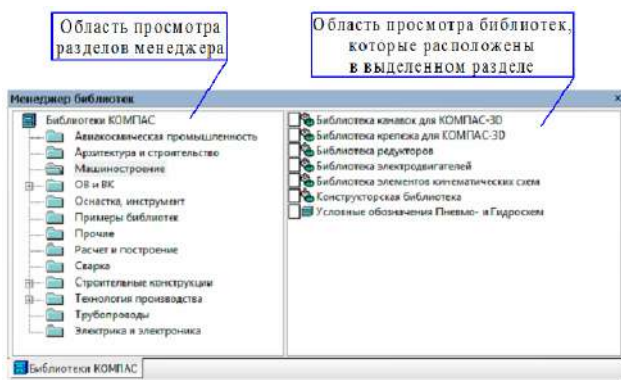 Область просмотра
разделов менеджера
Область просмотра библиотек,
которые расположены
в выделенном разделе
Менеджер библиотек
Библиотеки КОМПАС
Авиакосмическая промышленность
Архитектура и строительство
Машиностроение
ОВ и ВК
Оснастка, инструмент
Примеры библиотек
Прочие
Расчет и построение
Сварка
Строительные конструкции
Технология производства
Трубопроводы
Электрика и электроника
Библиотека канавок для КОМПАС-3D
Библиотека крепежа для КОМПАС-3D
Библиотека редукторов
Библиотека электродвигателей
Библиотека элементов кинематических схем
Конструкторская библиотека
Условные обозначения Пневмо- и Гидросхем
Библиотеки КОМПАС